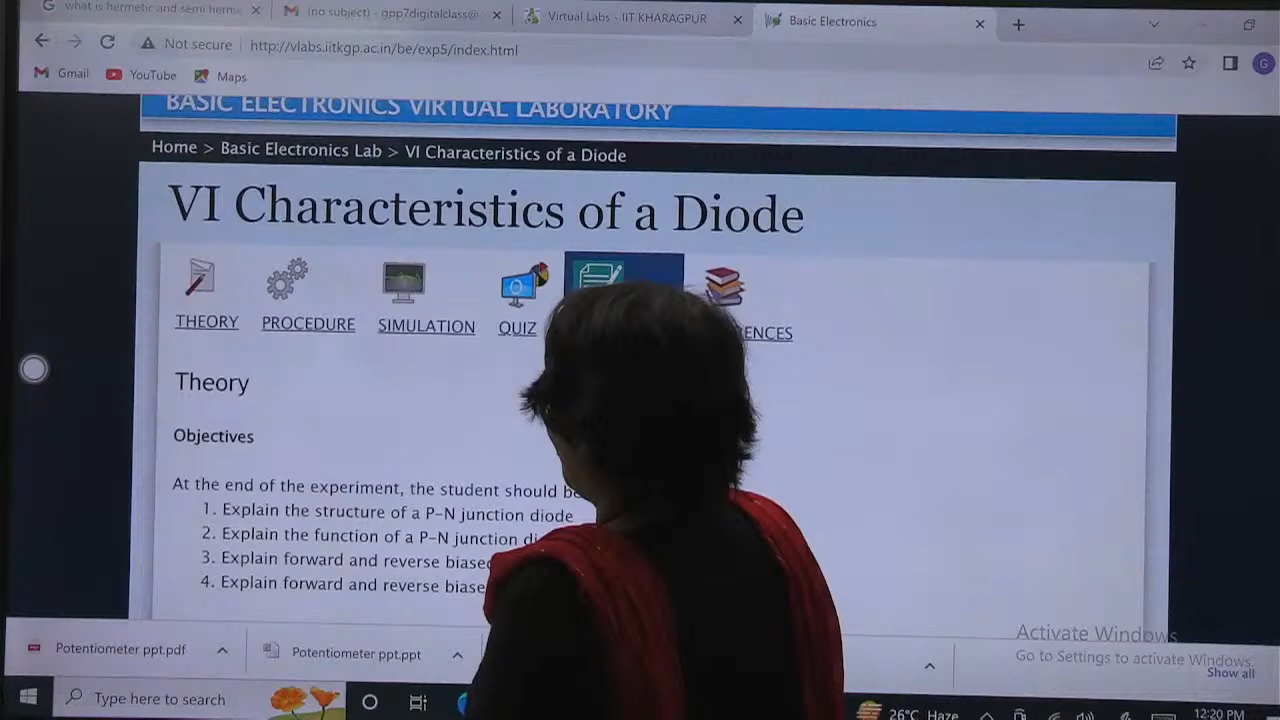 what is hermetic and semi herme
(no subject) - gpp7digitalclass@
Virtual Labs - IIT KHARAGPUR
Basic Electronics
Not secure
http://vlabs.iitkgp.ac.in/be/exp5/index.html
Gmail
YouTube
Maps
G
BASIC ELECTRONICS VIRTUAL LABORATORY
Home > Basic Electronics Lab > VI Characteristics of a Diode
VI Characteristics of a Diode
THEORY
PROCEDURE
SIMULATION
QUIZ
ENCES
Theory
Objectives
At the end of the experiment, the student should be
1. Explain the structure of a P-N junction diode
2. Explain the function of a P-N junction di
3. Explain forward and reverse biased
4. Explain forward and reverse biase
Activate Windows
Go to Settings to activate Windows.
Potentiometer ppt.pdf
Potentiometer ppt.ppt
Show all
Type here to search
26°C Haze
12:20 PM